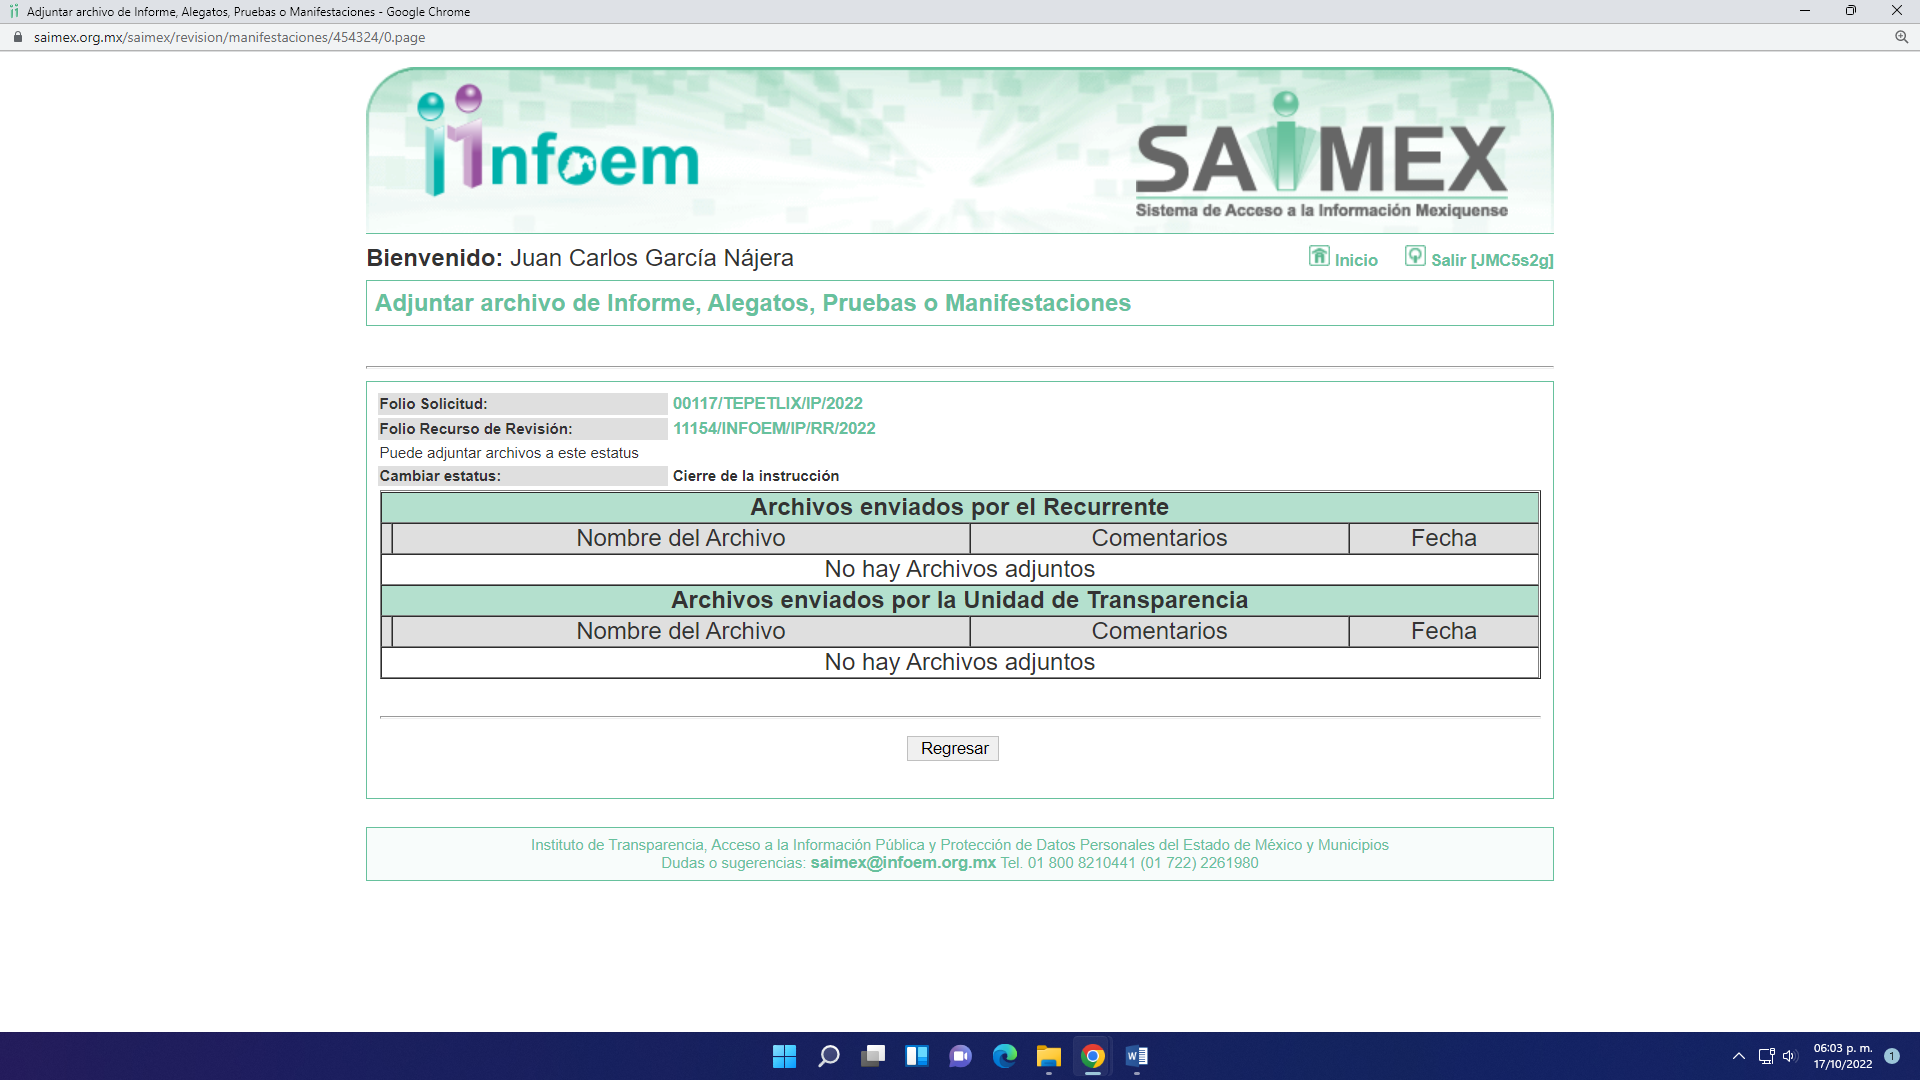 Adjuntar archivo de Informe, Alegatos, Pruebas o Manifestaciones - Google Chrome
saimex.org.mx/saimex/revision/manifestaciones/454324/0.page
infoem
SAIMEX
Sistema de Acceso a la Información Mexiquense
Bienvenido: Juan Carlos García Nájera
Inicio Salir [JMC5s2g]
Adjuntar archivo de Informe, Alegatos, Pruebas o Manifestaciones
Folio Solicitud: 00117/TEPETLIX/IP/2022
Folio Recurso de Revisión: 11154/INFOEM/IP/RR/2022
Puede adjuntar archivos a este estatus
Cambiar estatus: Cierre de la instrucción
Archivos enviados por el Recurrente
Nombre del Archivo Comentarios Fecha
No hay Archivos adjuntos
Archivos enviados por la Unidad de Transparencia
Nombre del Archivo Comentarios Fecha
No hay Archivos adjuntos
Regresar
Instituto de Transparencia, Acceso a la Información Pública y Protección de Datos Personales del Estado de México y Municipios
Dudas o sugerencias: saimex@infoem.org.mx Tel. 01 800 8210441 (01 722) 2261980
06:03 p. m.
17/10/2022
1